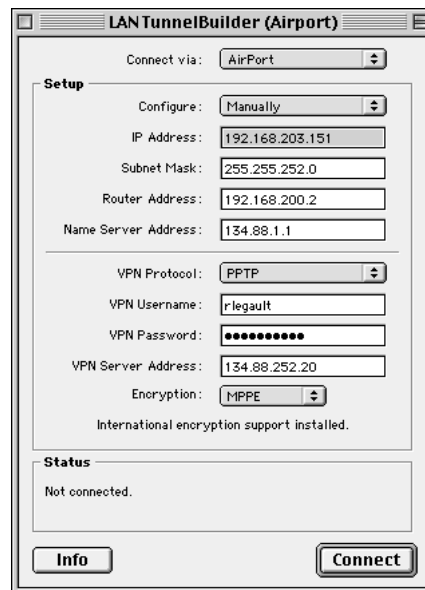 LANTunnelBuilder (Airport)
Connect via: AirPort
Setup
Configure: Manually
IP Address: 192.168.203.151
Subnet Mask: 255.255.252.0
Router Address: 192.168.200.2
Name Server Address: 134.88.1.1
VPN Protocol: PPTP
VPN Username: rlegault
VPN Password: ●●●●●●●●●●
VPN Server Address: 134.88.252.20
Encryption: MPPE
International encryption support installed.
Status
Not connected.
Info Connect